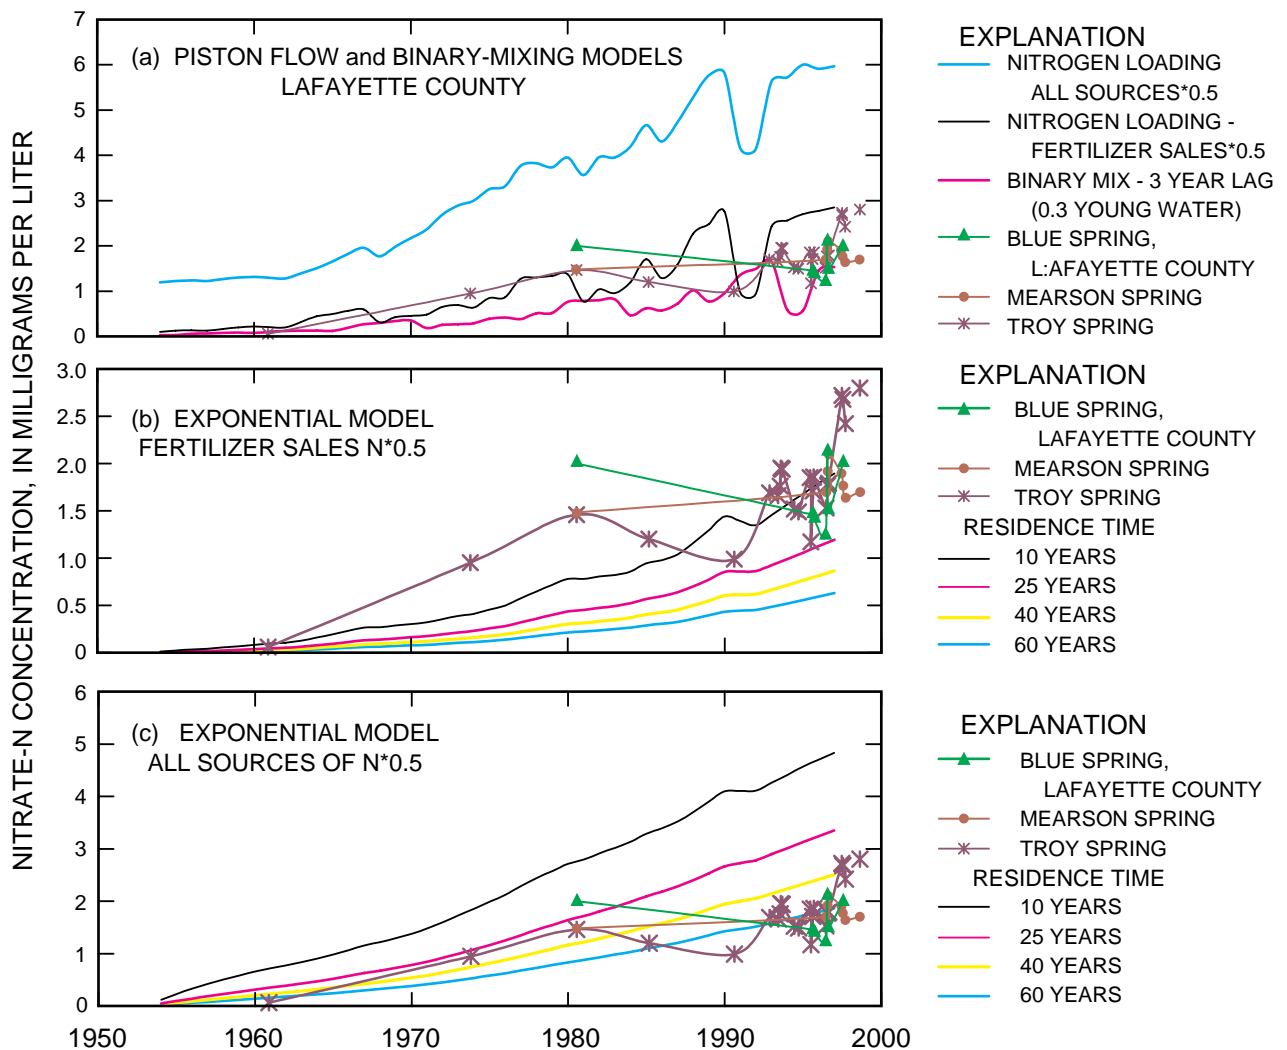 NITRATE-N CONCENTRATION, IN MILLIGRAMS PER LITER
7
6
5
4
3
2
1
0
(a) PISTON FLOW and BINARY-MIXING MODELS
LAFAYETTE COUNTY
EXPLANATION
NITROGEN LOADING
ALL SOURCES*0.5
NITROGEN LOADING -
FERTILIZER SALES*0.5
BINARY MIX - 3 YEAR LAG
(0.3 YOUNG WATER)
BLUE SPRING,
L:AFAYETTE COUNTY
MEARSON SPRING
TROY SPRING
3.0
2.5
2.0
1.5
1.0
0.5
0
(b) EXPONENTIAL MODEL
FERTILIZER SALES N*0.5
EXPLANATION
BLUE SPRING,
LAFAYETTE COUNTY
MEARSON SPRING
TROY SPRING
RESIDENCE TIME
10 YEARS
25 YEARS
40 YEARS
60 YEARS
6
5
4
3
2
1
0
(c) EXPONENTIAL MODEL
ALL SOURCES OF N*0.5
EXPLANATION
BLUE SPRING,
LAFAYETTE COUNTY
MEARSON SPRING
TROY SPRING
RESIDENCE TIME
10 YEARS
25 YEARS
40 YEARS
60 YEARS
1950 1960 1970 1980 1990 2000